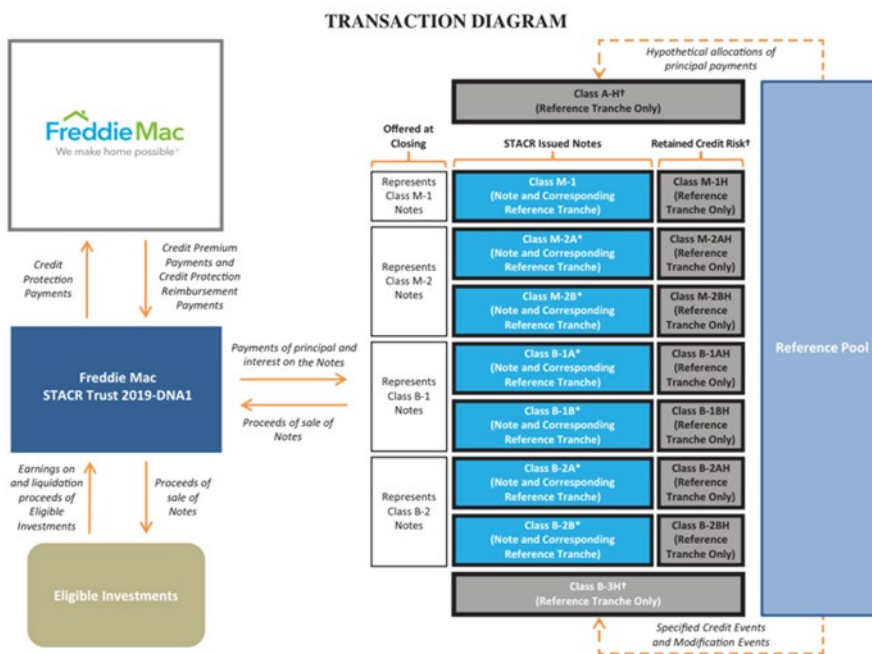 TRANSACTION DIAGRAM
Hypothetical allocations of
principal payments
FreddieMac
We make home possible®
Class A-H†
(Reference Tranche Only)
Offered at
Closing
STACR Issued Notes
Retained Credit Risk†
Represents
Class M-1
Notes
Class M-1
(Note and Corresponding
Reference Tranche)
Class M-1H
(Reference
Tranche Only)
Credit
Protection
Payments
Credit Premium
Payments and
Credit Protection
Reimbursement
Payments
Represents
Class M-2
Notes
Class M-2A*
(Note and Corresponding
Reference Tranche)
Class M-2AH
(Reference
Tranche Only)
Class M-2B*
(Note and Corresponding
Reference Tranche)
Class M-2BH
(Reference
Tranche Only)
Reference Pool
Freddie Mac
STACR Trust 2019-DNA1
Payments of principal and
interest on the Notes
Proceeds of sale of
Notes
Represents
Class B-1
Notes
Class B-1A*
(Note and Corresponding
Reference Tranche)
Class B-1AH
(Reference
Tranche Only)
Class B-1B*
(Note and Corresponding
Reference Tranche)
Class B-1BH
(Reference
Tranche Only)
Earnings on
and liquidation
proceeds of
Eligible
Investments
Proceeds of
sale of
Notes
Represents
Class B-2
Notes
Class B-2A*
(Note and Corresponding
Reference Tranche)
Class B-2AH
(Reference
Tranche Only)
Class B-2B*
(Note and Corresponding
Reference Tranche)
Class B-2BH
(Reference
Tranche Only)
Eligible Investments
Class B-3H†
(Reference Tranche Only)
Specified Credit Events
and Modification Events